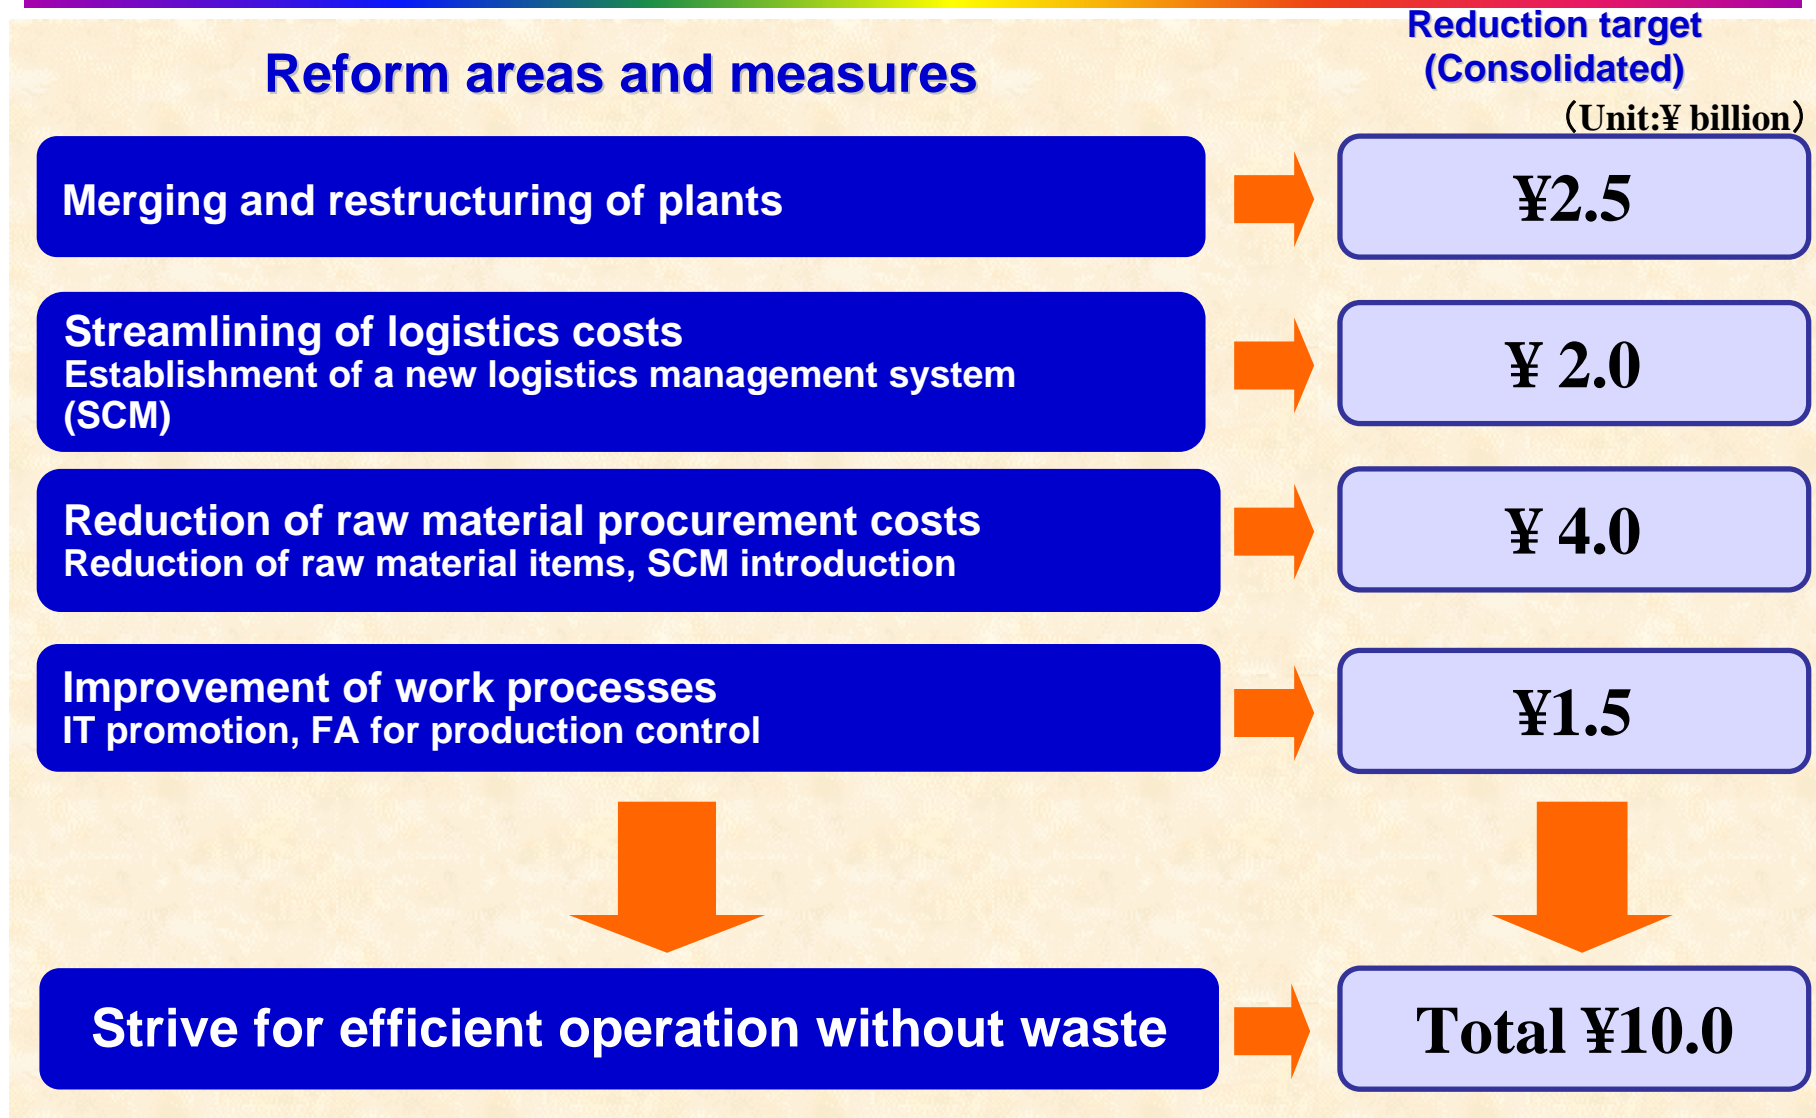 Reform areas and measures
Reduction target
(Consolidated)
（Unit:¥ billion）
Merging and restructuring of plants
¥2.5
Streamlining of logistics costs
Establishment of a new logistics management system
(SCM)
¥ 2.0
Reduction of raw material procurement costs
Reduction of raw material items, SCM introduction
¥ 4.0
Improvement of work processes
IT promotion, FA for production control
¥1.5
Strive for efficient operation without waste
Total ¥10.0